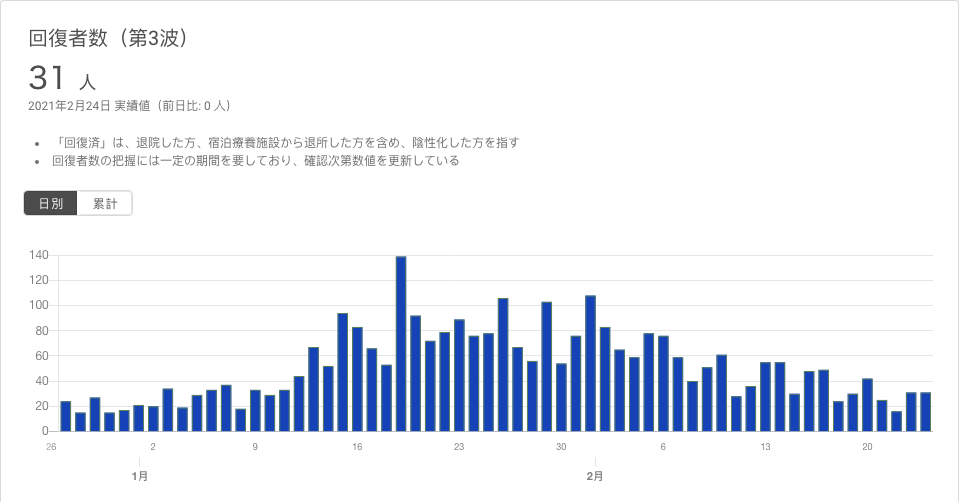 回復者数（第3波）
31 人
2021年2月24日 実績値（前日比: 0 人）
• 「回復済」は、退院した方、宿泊療養施設から退所した方を含め、陰性化した方を指す
• 回復者数の把握には一定の期間を要しており、確認次第数値を更新している
日別 累計
140
120
100
80
60
40
20
0
26 2 9 16 23 30 6 13 20
1月 2月